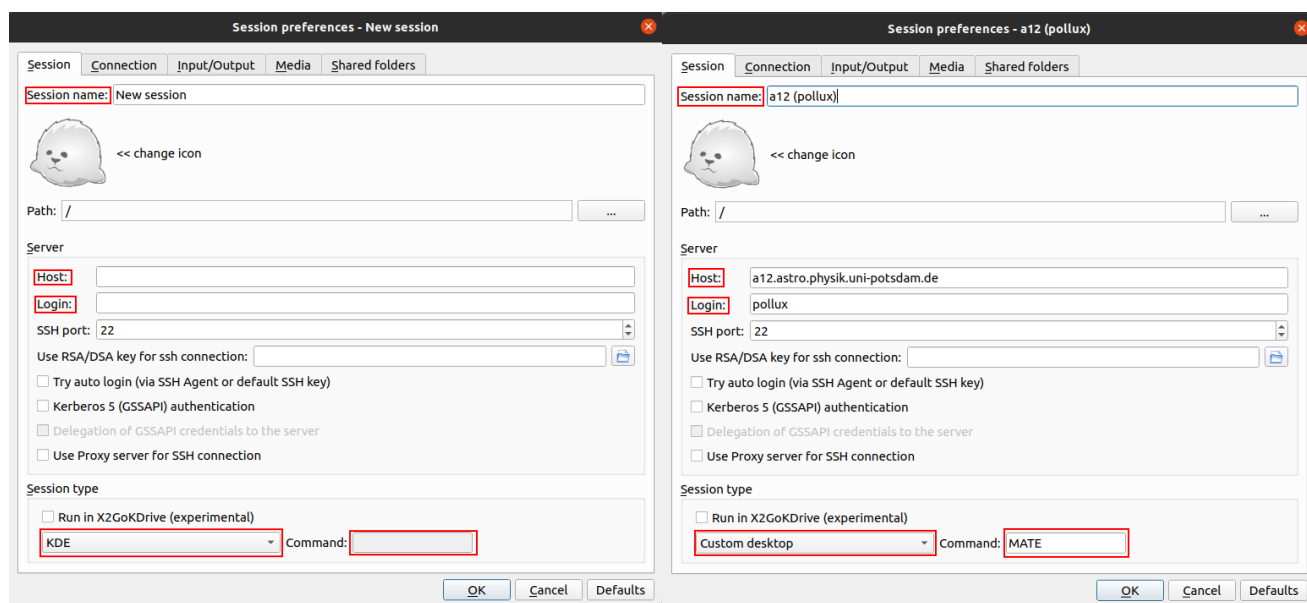 Session preferences - New session
Session Connection Input/Output Media Shared folders
Session name: New session
<< change icon
Path: / ...
Server
Host:
Login:
SSH port: 22
Use RSA/DSA key for ssh connection:
Try auto login (via SSH Agent or default SSH key)
Kerberos 5 (GSSAPI) authentication
Delegation of GSSAPI credentials to the server
Use Proxy server for SSH connection
Session type
Run in X2GoKDrive (experimental)
KDE Command:
OK Cancel Defaults
Session preferences - a12 (pollux)
Session Connection Input/Output Media Shared folders
Session name: a12 (pollux)
<< change icon
Path: / ...
Server
Host: a12.astro.physik.uni-potsdam.de
Login: pollux
SSH port: 22
Use RSA/DSA key for ssh connection:
Try auto login (via SSH Agent or default SSH key)
Kerberos 5 (GSSAPI) authentication
Delegation of GSSAPI credentials to the server
Use Proxy server for SSH connection
Session type
Run in X2GoKDrive (experimental)
Custom desktop Command: MATE
OK Cancel Defaults